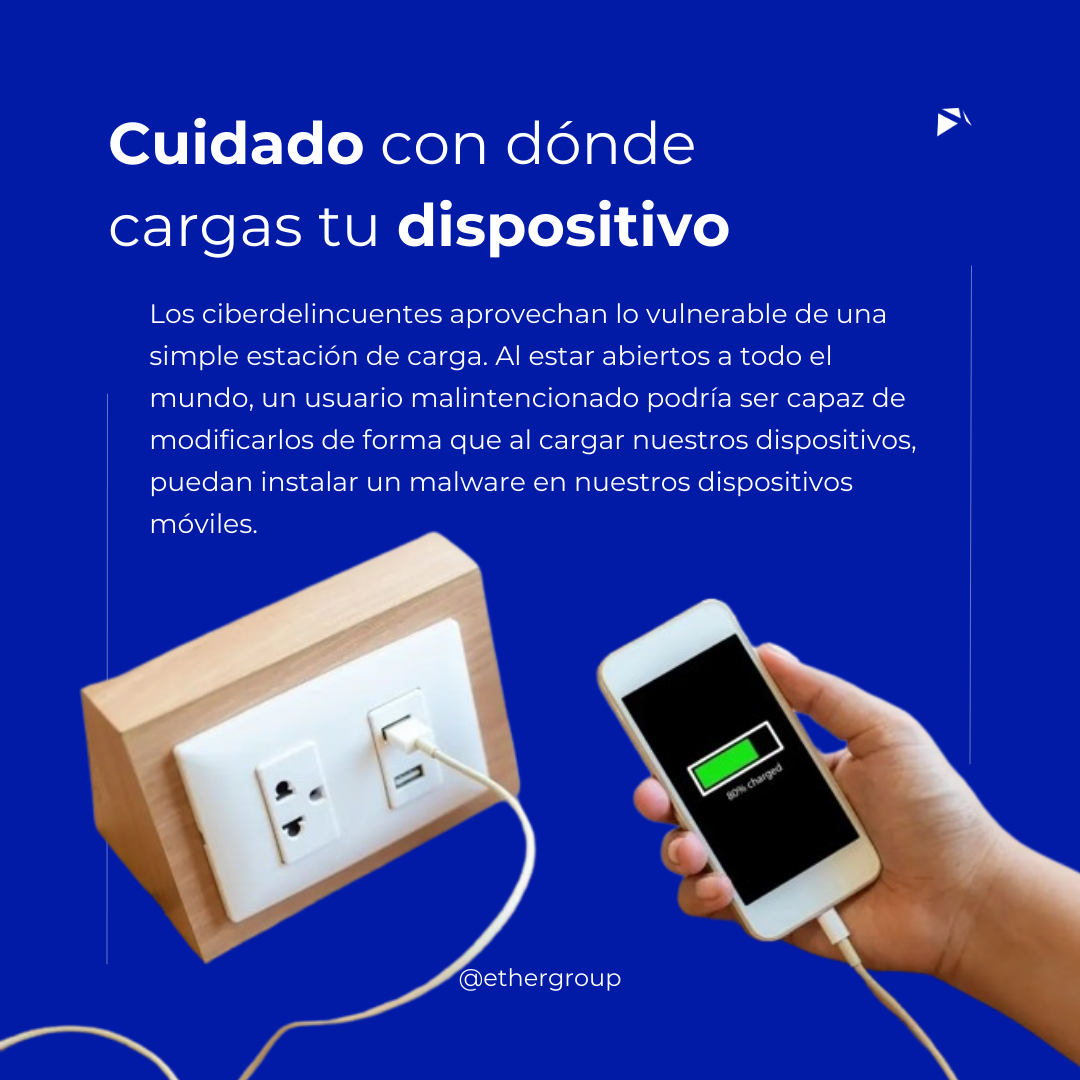 Cuidado con dónde
cargas tu dispositivo
Los ciberdelincuentes aprovechan lo vulnerable de una
simple estación de carga. Al estar abiertos a todo el
mundo, un usuario malintencionado podría ser capaz de
modificarlos de forma que al cargar nuestros dispositivos,
puedan instalar un malware en nuestros dispositivos
móviles.
80% charged
@ethergroup